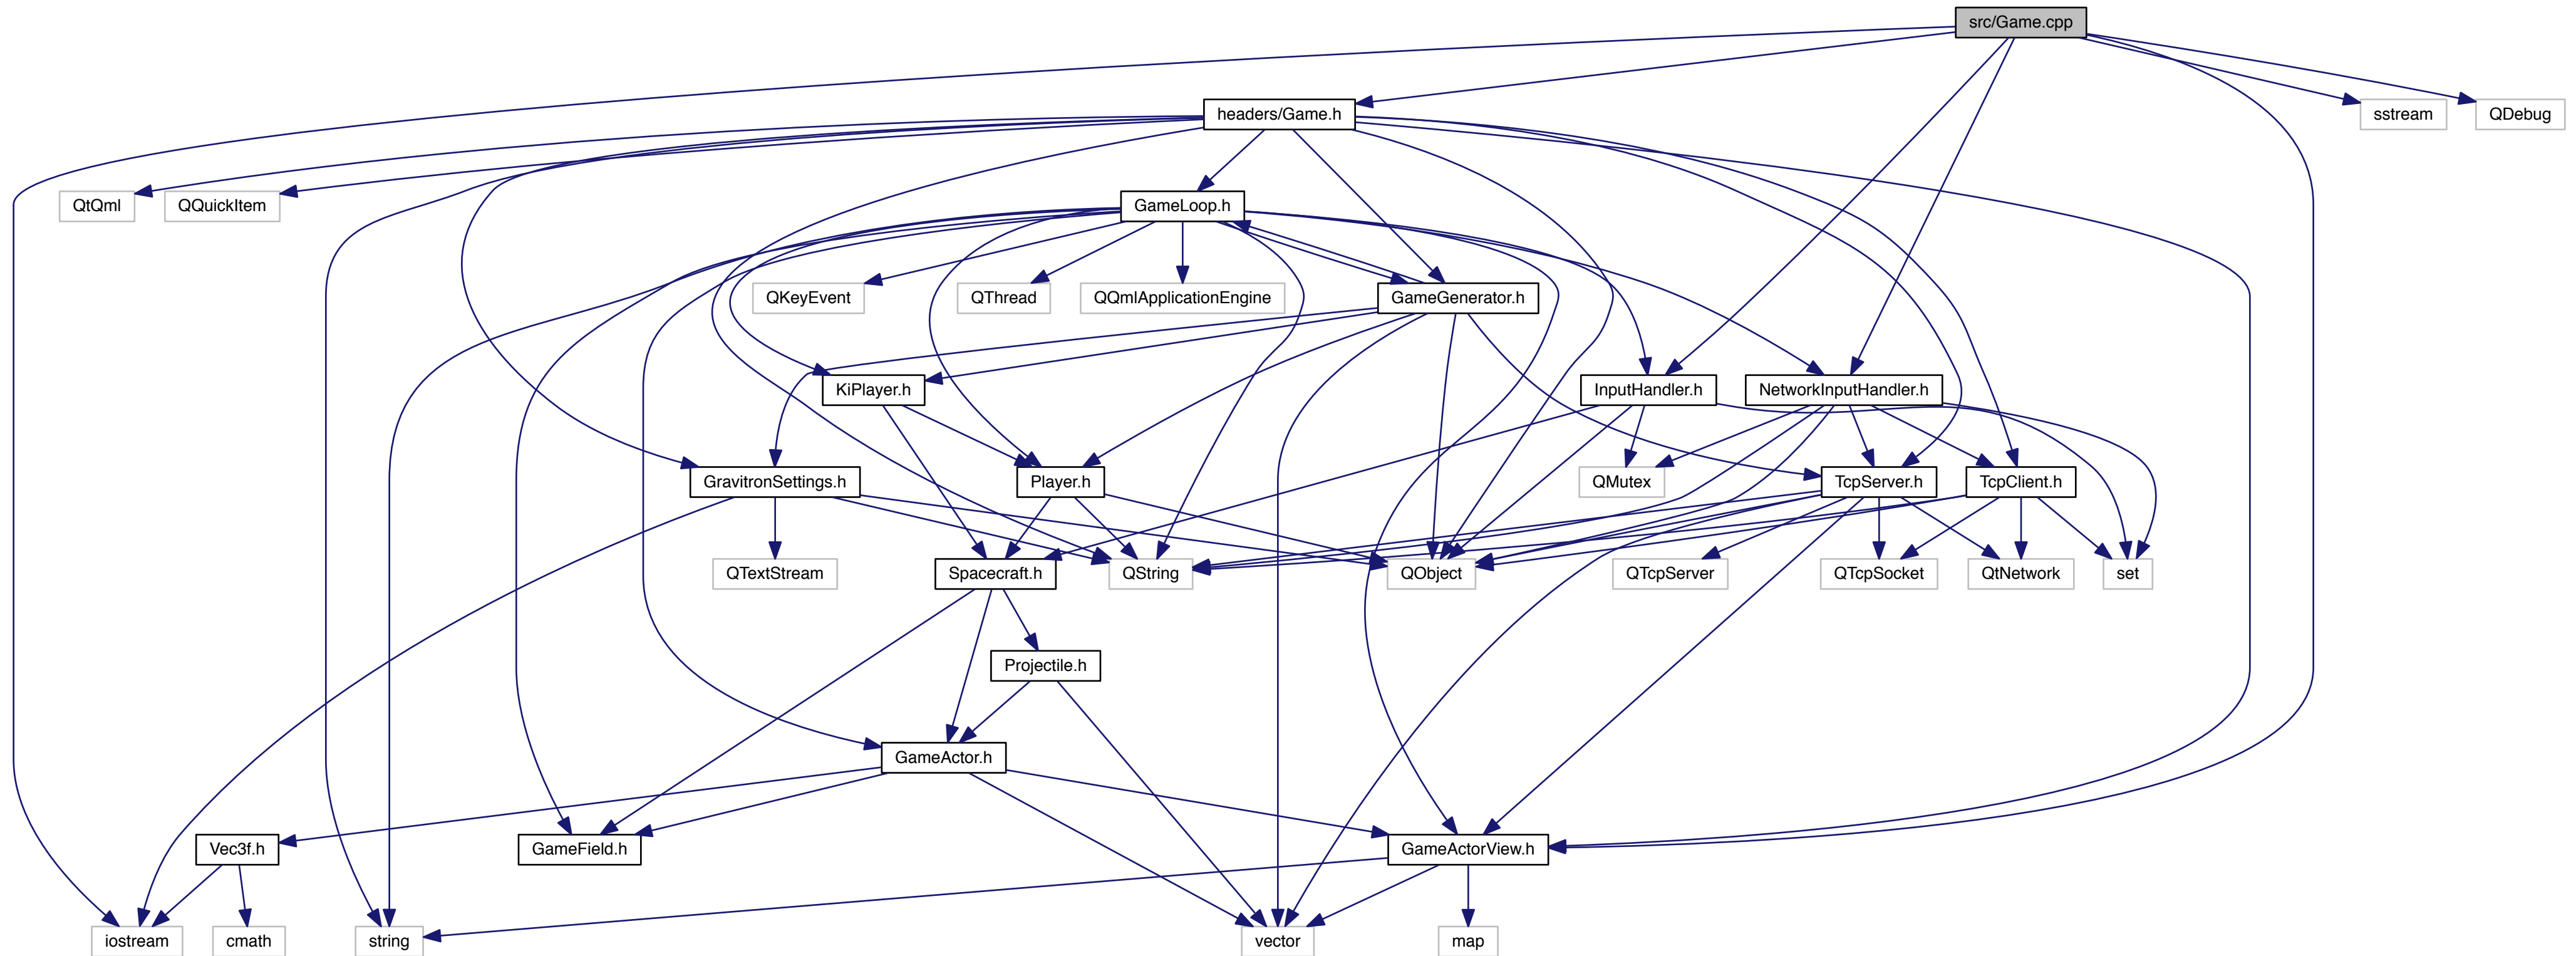 src/Game.cpp
headers/Game.h
sstream
QDebug
QtQml
QQuickItem
GameLoop.h
QKeyEvent
QThread
QQmlApplicationEngine
GameGenerator.h
KiPlayer.h
InputHandler.h
NetworkInputHandler.h
GravitronSettings.h
Player.h
QMutex
TcpServer.h
TcpClient.h
QTextStream
Spacecraft.h
QString
QObject
QTcpServer
QTcpSocket
QtNetwork
set
Projectile.h
GameActor.h
Vec3f.h
GameField.h
GameActorView.h
iostream
cmath
string
vector
map